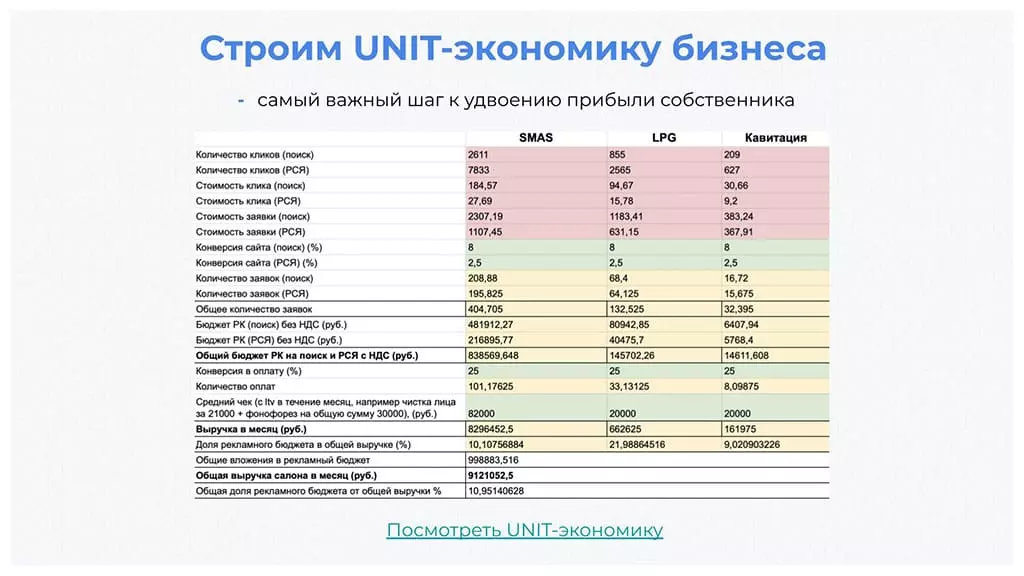 Строим UNIT-экономику бизнеса
- самый важный шаг к удвоению прибыли собственника
SMAS LPG Кавитация
Количество кликов (поиск) 2611 855 209
Количество кликов (РСЯ) 7833 2565 627
Стоимость клика (поиск) 184,57 94,67 30,66
Стоимость клика (РСЯ) 27,69 15,78 9,2
Стоимость заявки (поиск) 2307,19 1183,41 383,24
Стоимость заявки (РСЯ) 1107,45 631,15 367,91
Конверсия сайта (поиск) (%) 8 8 8
Конверсия сайта (РСЯ) (%) 2,5 2,5 2,5
Количество заявок (поиск) 208,88 68,4 16,72
Количество заявок (РСЯ) 195,825 64,125 15,675
Общее количество заявок 404,705 132,525 32,395
Бюджет РК (поиск) без НДС (руб.) 481912,27 80942,85 6407,94
Бюджет РК (РСЯ) без НДС (руб.) 216895,77 40475,7 5768,4
Общий бюджет РК на поиск и РСЯ с НДС (руб.) 838569,648 145702,26 14611,608
Конверсия в оплату (%) 25 25 25
Количество оплат 101,17625 33,13125 8,09875
Средний чек (с ltv в течение месяц, например чистка лица
за 21000 + фонофорез на общую сумму 30000), (руб.) 82000 20000 20000
Выручка в месяц (руб.) 8296452,5 662625 161975
Доля рекламного бюджета в общей выручке (%) 10,10756884 21,98864516 9,020903226
Общие вложения в рекламный бюджет 998883,516
Общая выручка салона в месяц (руб.) 9121052,5
Общая доля рекламного бюджета от общей выручки % 10,95140628
Посмотреть UNIT-экономику